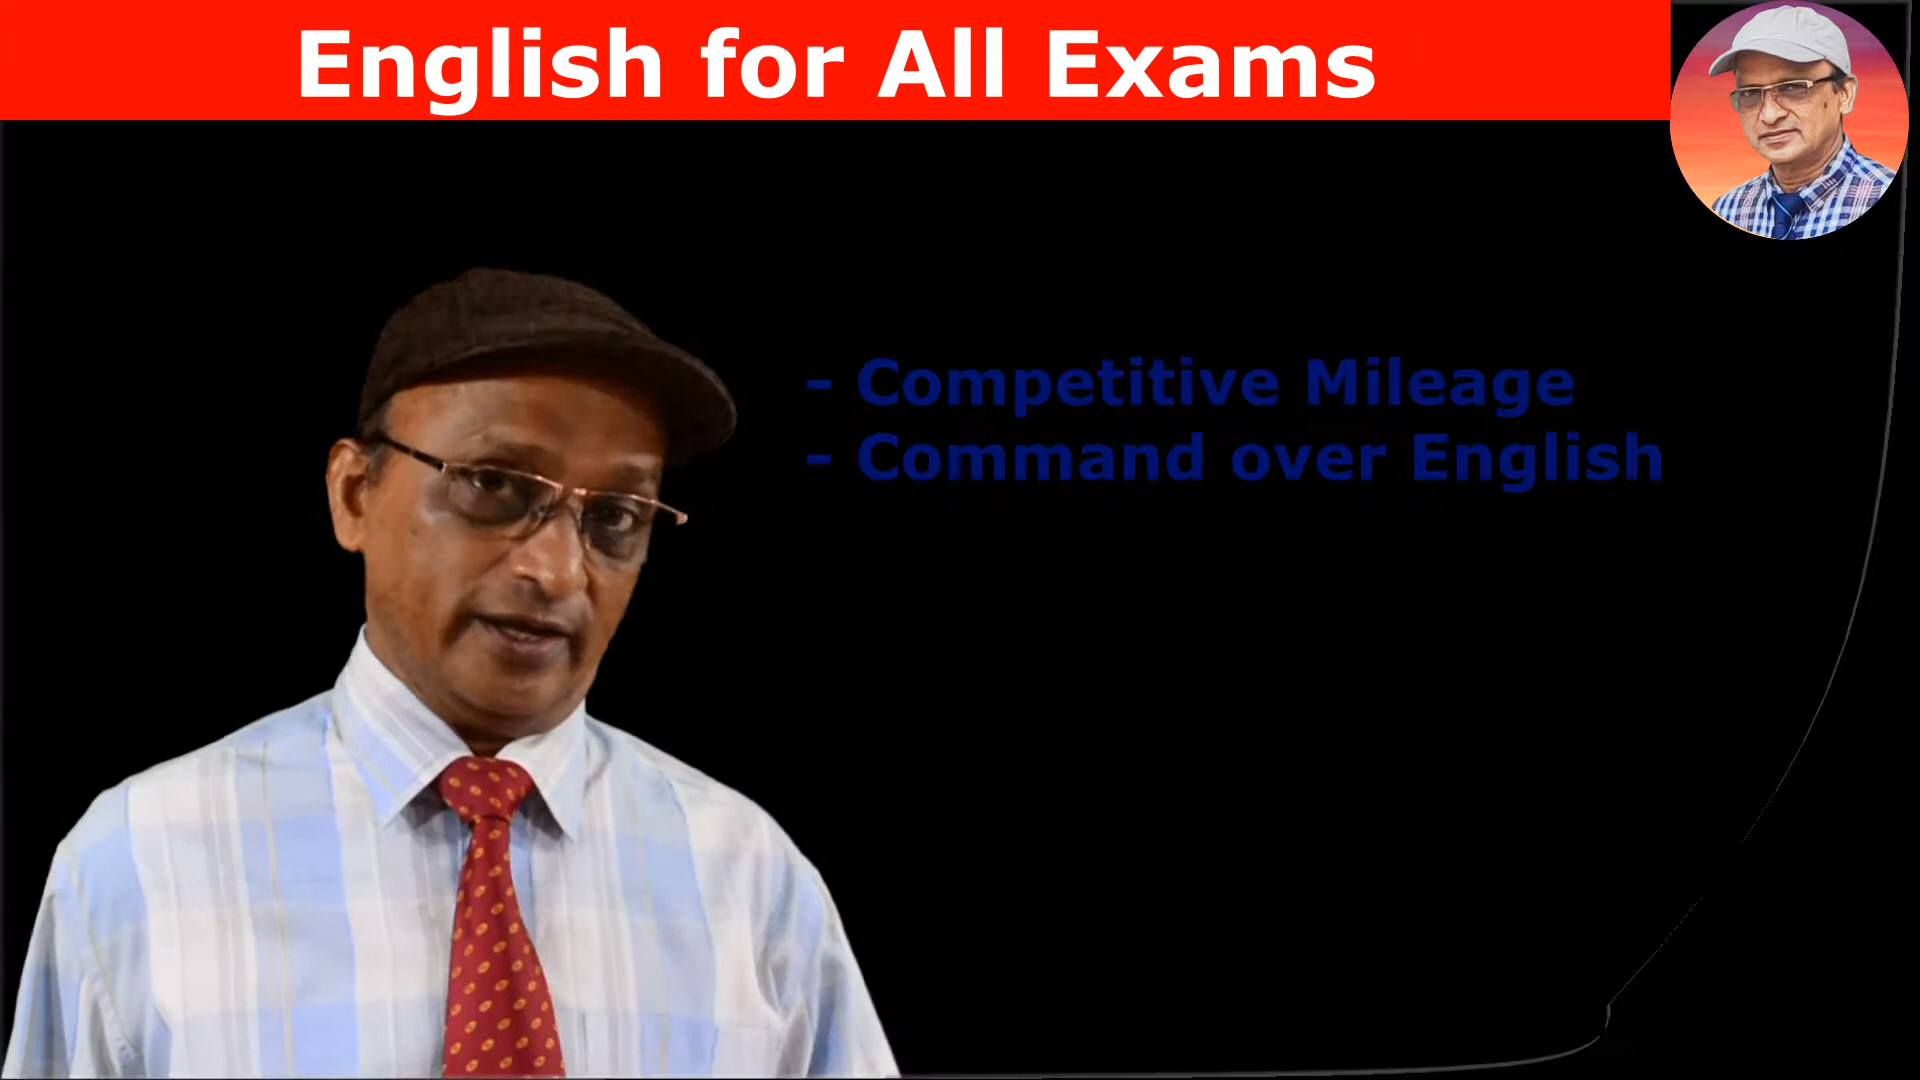 English for All Exams
- Competitive Mileage
- Command over English